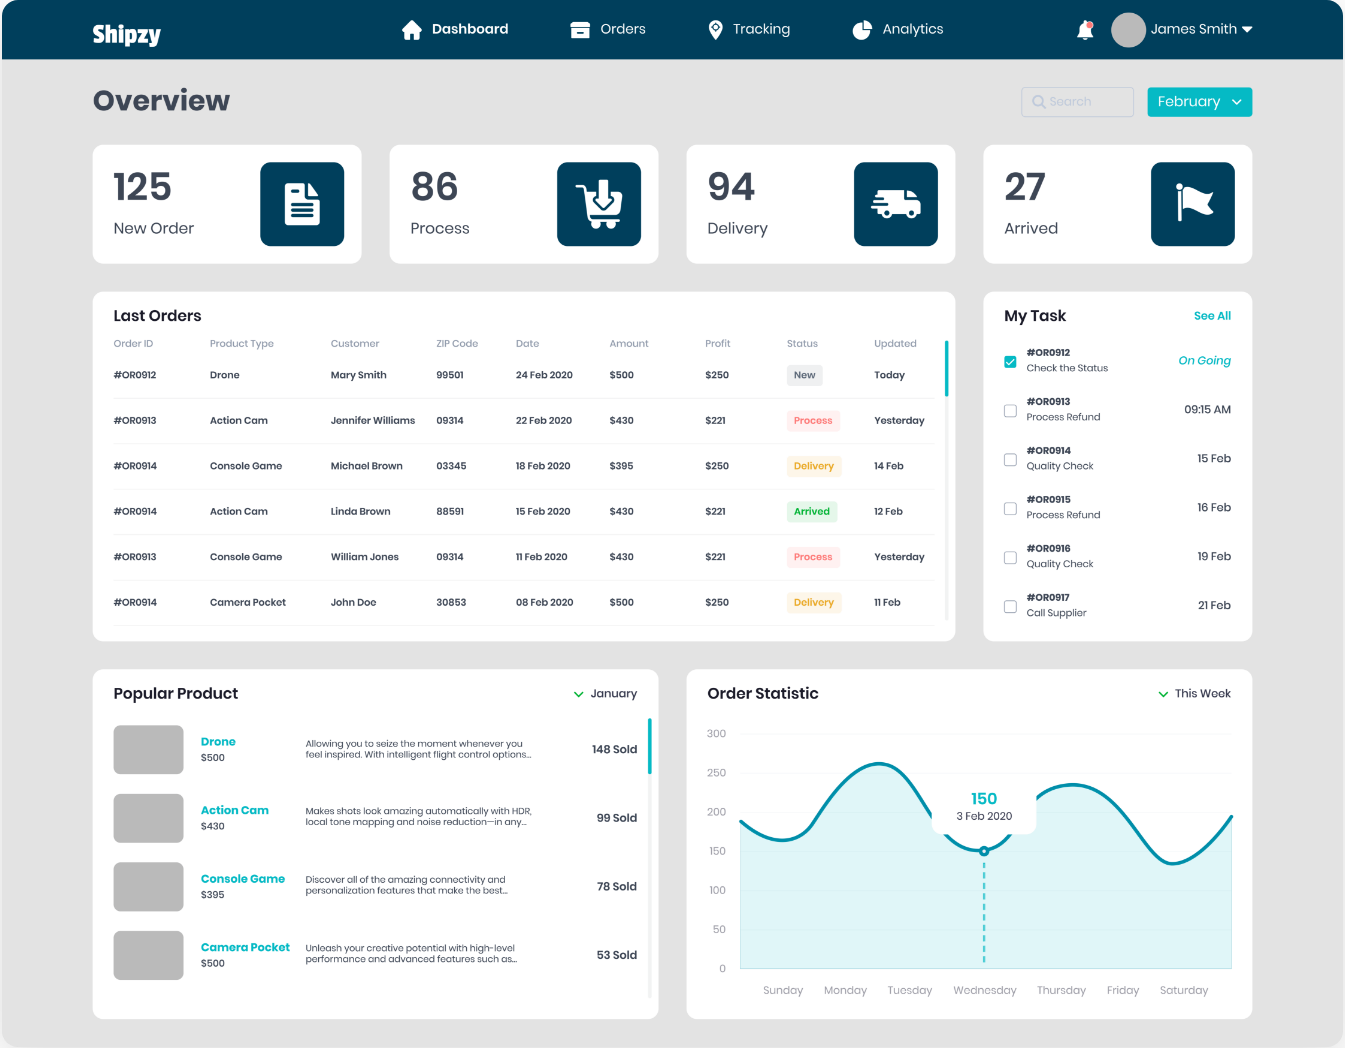 Shipzy
Dashboard
Orders
Tracking
Analytics
James Smith
Overview
Search
February
125
New Order
86
Process
94
Delivery
27
Arrived
Last Orders
Order ID Product Type Customer ZIP Code Date Amount Profit Status Updated
#OR0912 Drone Mary Smith 99501 24 Feb 2020 $500 $250 New Today
#OR0913 Action Cam Jennifer Williams 09314 22 Feb 2020 $430 $221 Process Yesterday
#OR0914 Console Game Michael Brown 03345 18 Feb 2020 $395 $250 Delivery 14 Feb
#OR0914 Action Cam Linda Brown 88591 15 Feb 2020 $430 $221 Arrived 12 Feb
#OR0913 Console Game William Jones 09314 11 Feb 2020 $430 $221 Process Yesterday
#OR0914 Camera Pocket John Doe 30853 08 Feb 2020 $500 $250 Delivery 11 Feb
My Task
See All
#OR0912
Check the Status
On Going
#OR0913
Process Refund
09:15 AM
#OR0914
Quality Check
15 Feb
#OR0915
Process Refund
16 Feb
#OR0916
Quality Check
19 Feb
#OR0917
Call Supplier
21 Feb
Popular Product
January
Drone
$500
Allowing you to seize the moment whenever you
feel inspired. With intelligent flight control options...
148 Sold
Action Cam
$430
Makes shots look amazing automatically with HDR,
local tone mapping and noise reduction—in any...
99 Sold
Console Game
$395
Discover all of the amazing connectivity and
personalization features that make the best...
78 Sold
Camera Pocket
$500
Unleash your creative potential with high-level
performance and advanced features such as...
53 Sold
Order Statistic
This Week
300
250
200
150
100
50
0
150
3 Feb 2020
Sunday Monday Tuesday Wednesday Thursday Friday Saturday